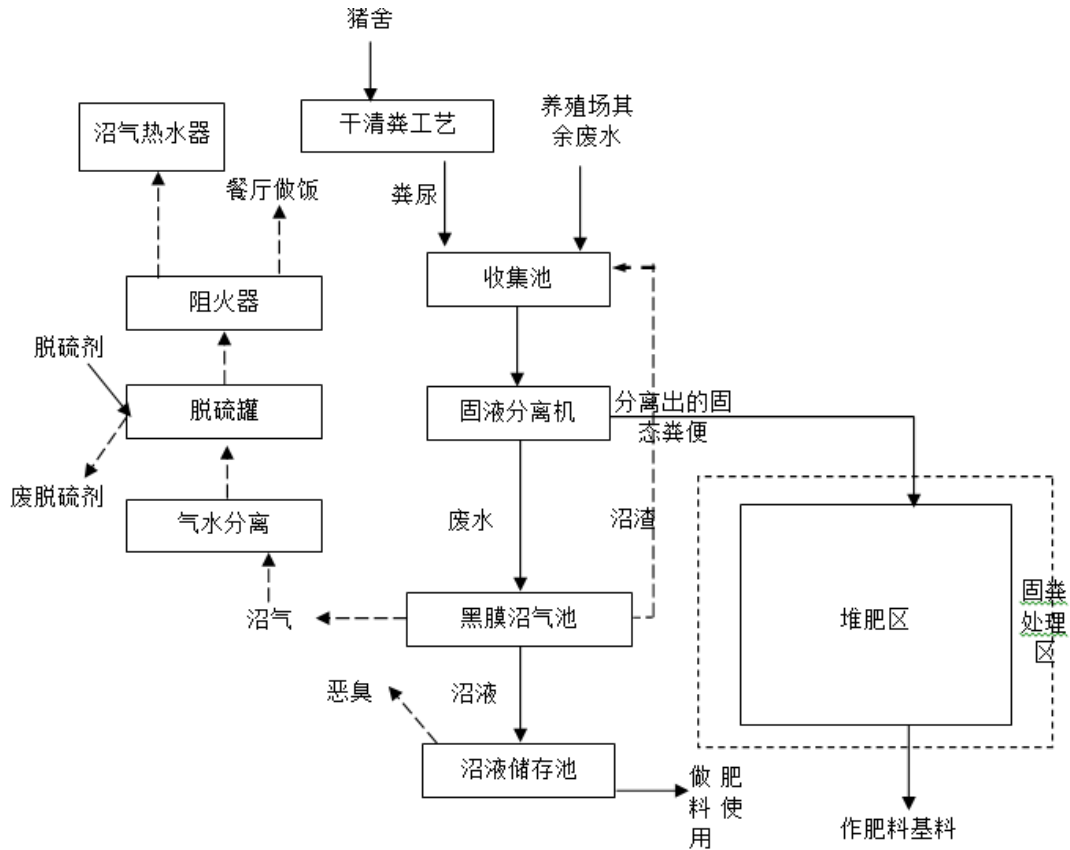 猪舍
沼气热水器
干清粪工艺
养殖场其
余废水
餐厅做饭
粪尿
收集池
阻火器
脱硫剂
脱硫罐
固液分离机
分离出的固
态粪便
废脱硫剂
气水分离
废水
沼渣
沼气
黑膜沼气池
堆肥区
固粪
处理
区
恶臭
沼液
沼液储存池
做 肥
料 使
用
作肥料基料